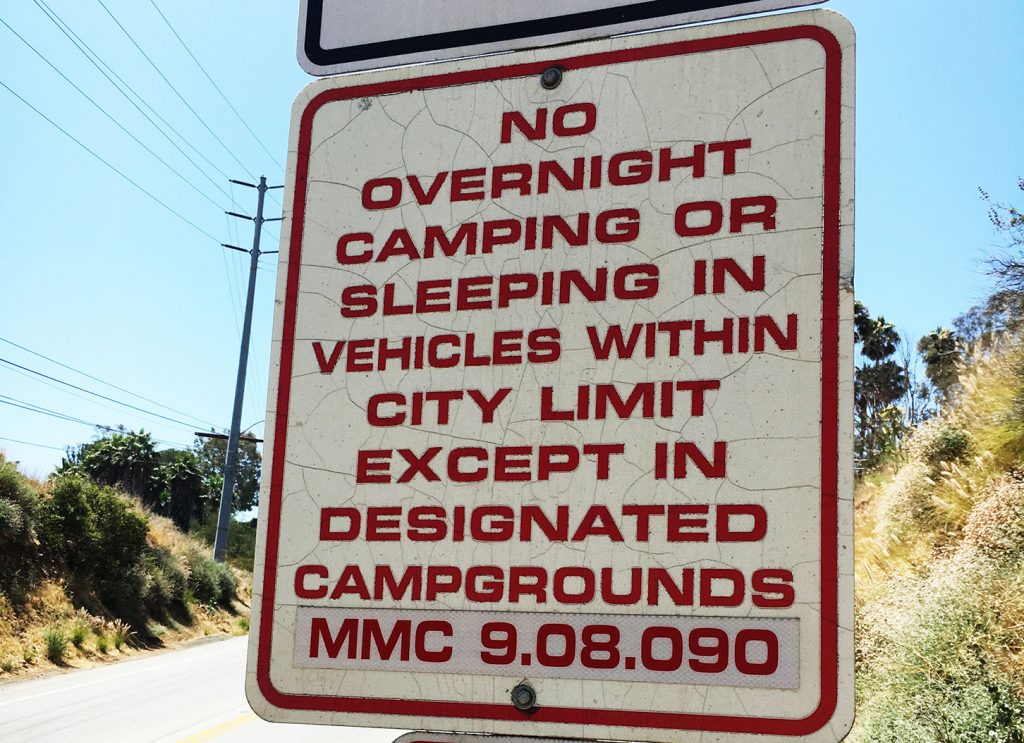 NO
OVERNIGHT
CAMPING OR
SLEEPING IN
VEHICLES WITHIN
CITY LIMIT
EXCEPT IN
DESIGNATED
CAMPGROUNDS
MMC 9.08.090